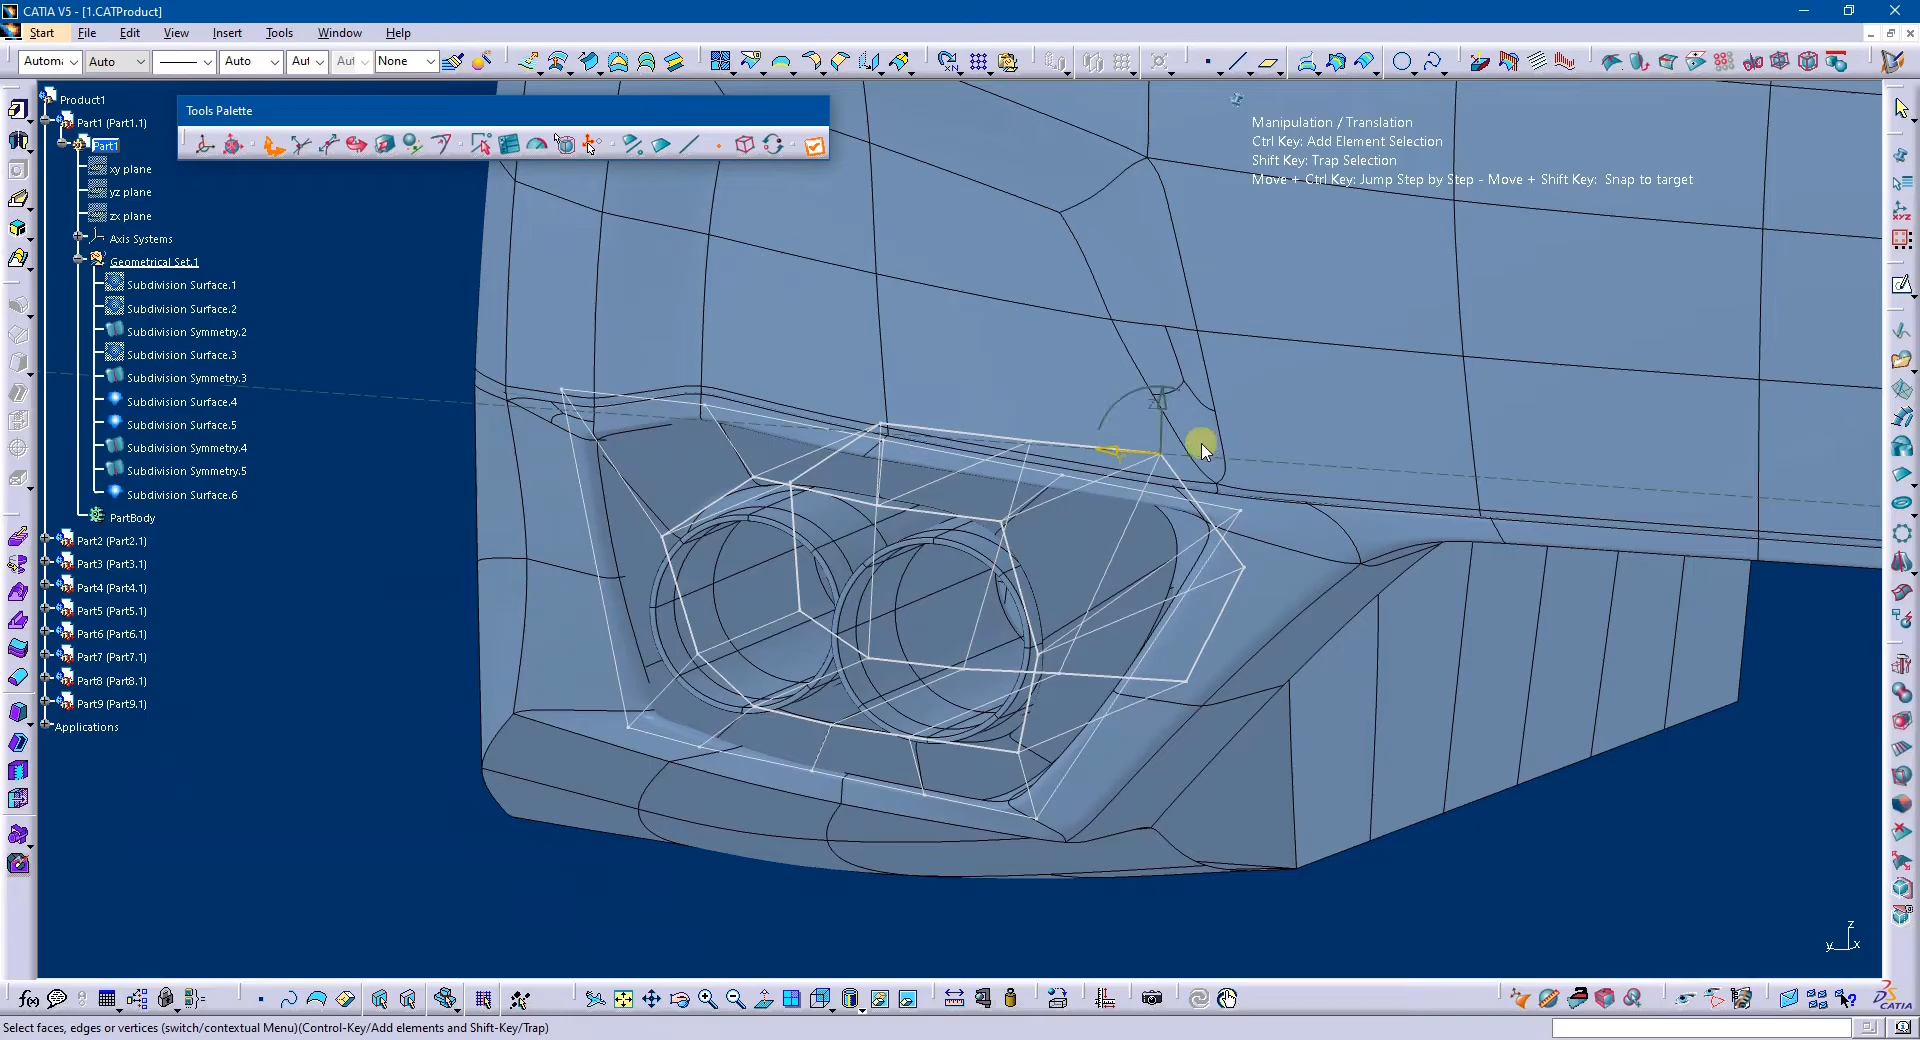 CATIA V5 - [1.CATProduct]
Start File Edit View Insert Tools Window Help
Auto Auto None
Tools Palette
Product1
Part1 (Part1.1)
Part1
xy plane
yz plane
zx plane
Axis Systems
Geometrical Set.1
Subdivision Surface.1
Subdivision Surface.2
Subdivision Symmetry.2
Subdivision Surface.3
Subdivision Symmetry.3
Subdivision Surface.4
Subdivision Surface.5
Subdivision Symmetry.4
Subdivision Symmetry.5
Subdivision Surface.6
PartBody
Part2 (Part2.1)
Part3 (Part3.1)
Part4 (Part4.1)
Part5 (Part5.1)
Part6 (Part6.1)
Part7 (Part7.1)
Part8 (Part8.1)
Part9 (Part9.1)
Applications
Manipulation / Translation
Ctrl Key: Add Element Selection
Shift Key: Trap Selection
Move + Ctrl Key: Jump Step by Step - Move + Shift Key: Snap to target
z
y x
CATIA
Select faces, edges or vertices (switch/contextual Menu)(Control-Key/Add elements and Shift-Key/Trap)